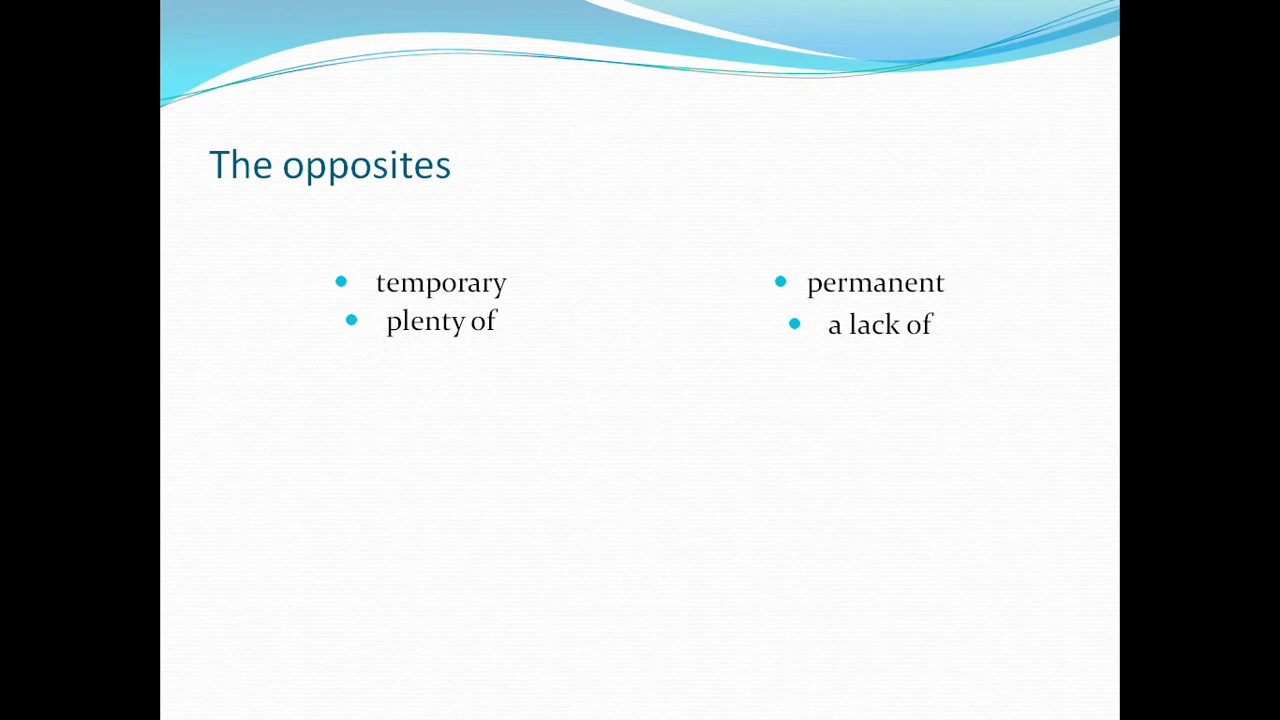 The opposites
temporary
plenty of
permanent
a lack of